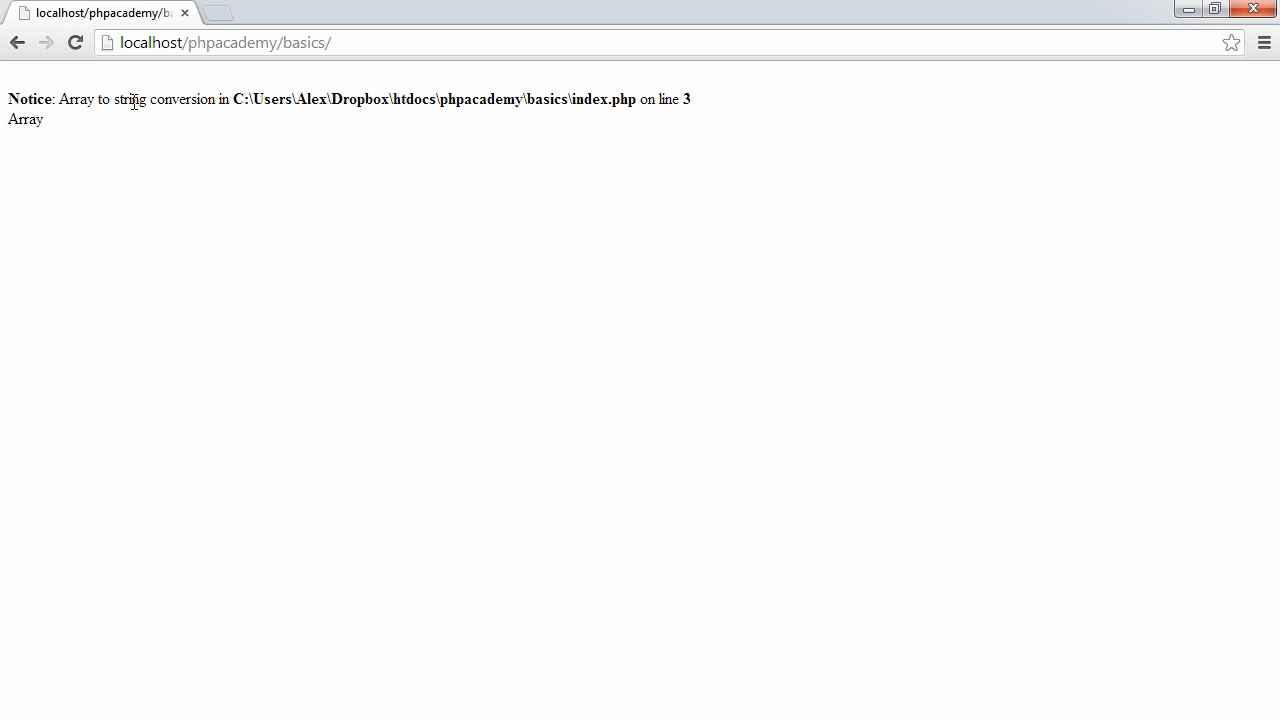 localhost/phpacademy/ba
localhost/phpacademy/basics/
Notice: Array to string conversion in C:\Users\Alex\Dropbox\htdocs\phpacademy\basics\index.php on line 3
Array